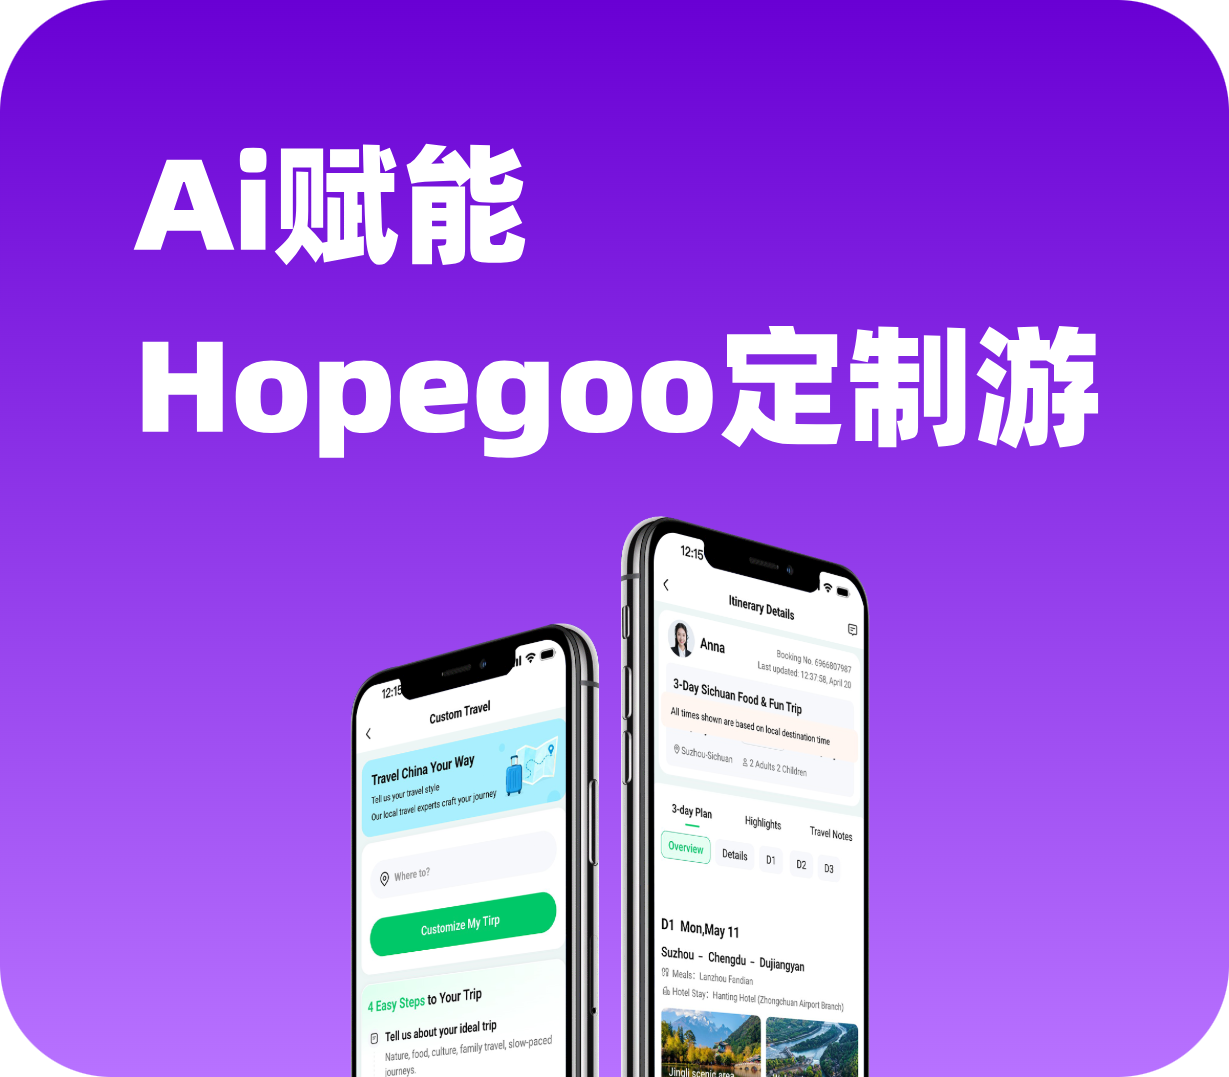 Ai赋能
Hopegoo定制游
12:15
Custom Travel
Travel China Your Way
Tell us your travel style
Our local travel experts craft your journey
Where to?
Customize My Tirp
4 Easy Steps to Your Trip
Tell us about your ideal trip
Nature, food, culture, family travel, slow-paced
journeys.
12:15
Itinerary Details
Anna
Booking No. 6966807987
Last updated: 12:37 58, April 20
3-Day Sichuan Food & Fun Trip
All times shown are based on local destination time
Suzhou-Sichuan 2 Adults 2 Children
3-day Plan Highlights Travel Notes
Overview Details D1 D2 D3
D1 Mon,May 11
Suzhou - Chengdu - Dujiangyan
Meals: Lanzhou Fandian
Hotel Stay: Hanting Hotel (Zhongchuan Airport Branch)
Jingli scenic area